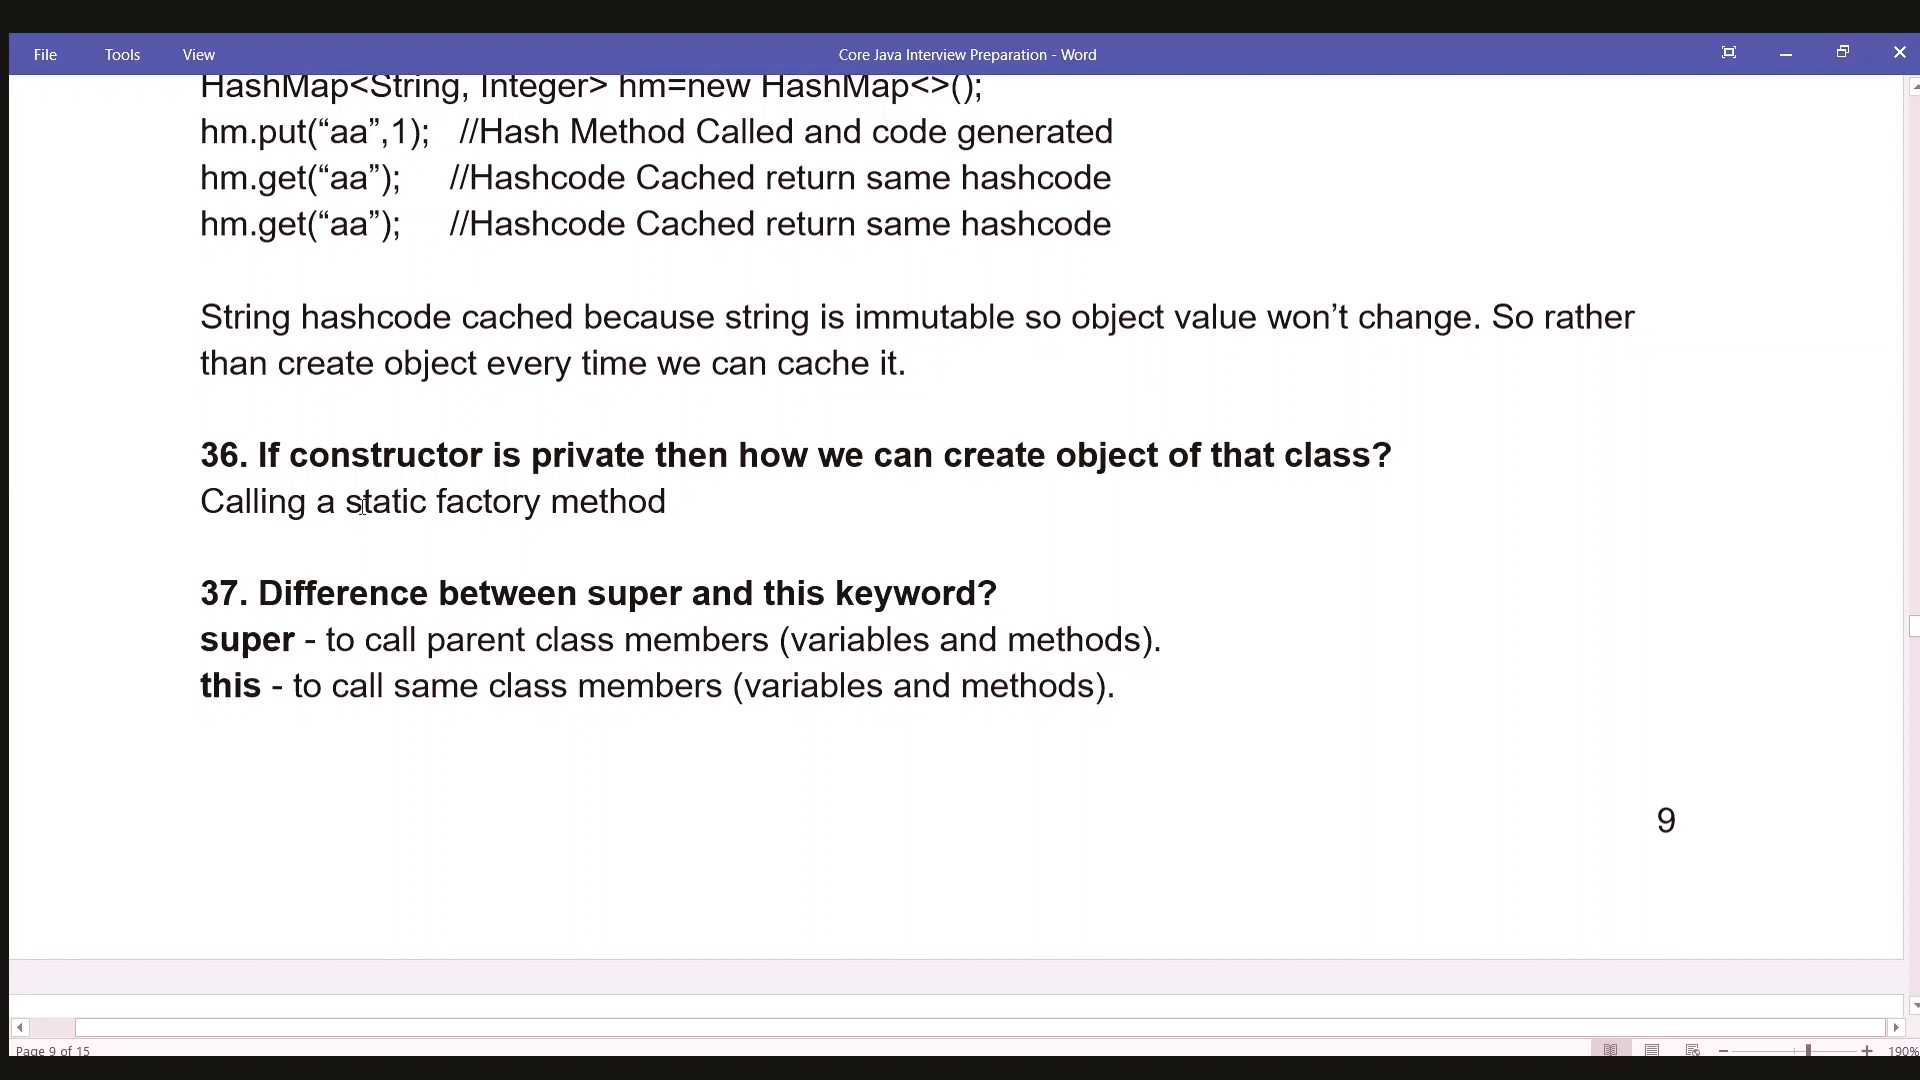 File Tools View Core Java Interview Preparation - Word
HashMap<String, Integer> hm=new HashMap<>();
hm.put(“aa”,1); //Hash Method Called and code generated
hm.get(“aa”); //Hashcode Cached return same hashcode
hm.get(“aa”); //Hashcode Cached return same hashcode
String hashcode cached because string is immutable so object value won’t change. So rather
than create object every time we can cache it.
36. If constructor is private then how we can create object of that class?
Calling a static factory method
37. Difference between super and this keyword?
super - to call parent class members (variables and methods).
this - to call same class members (variables and methods).
9
Page 9 of 15 190%